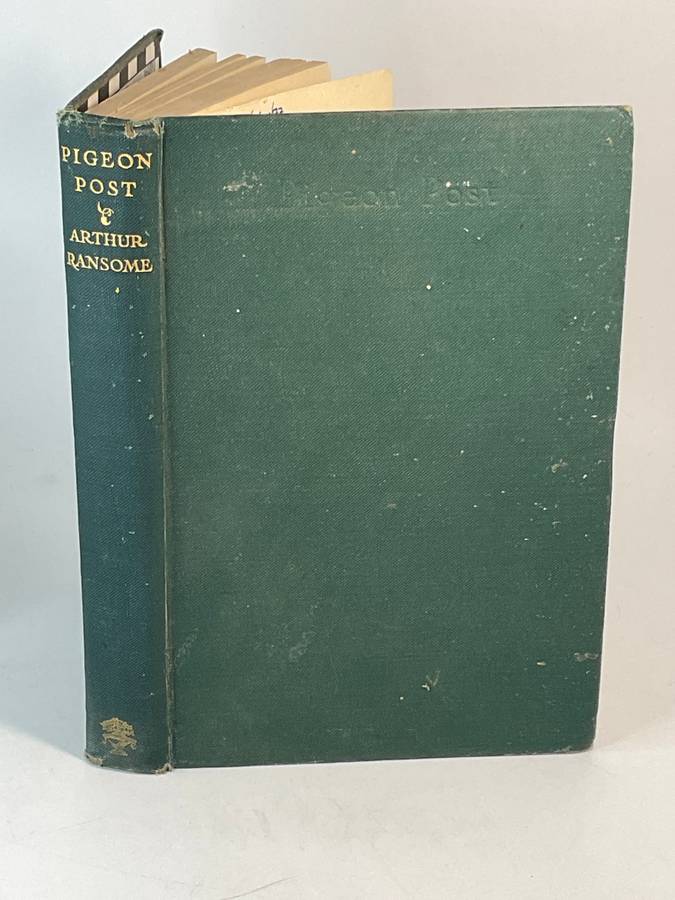 PIGEON
POST
&
ARTHUR
RANSOME
Pigeon Post